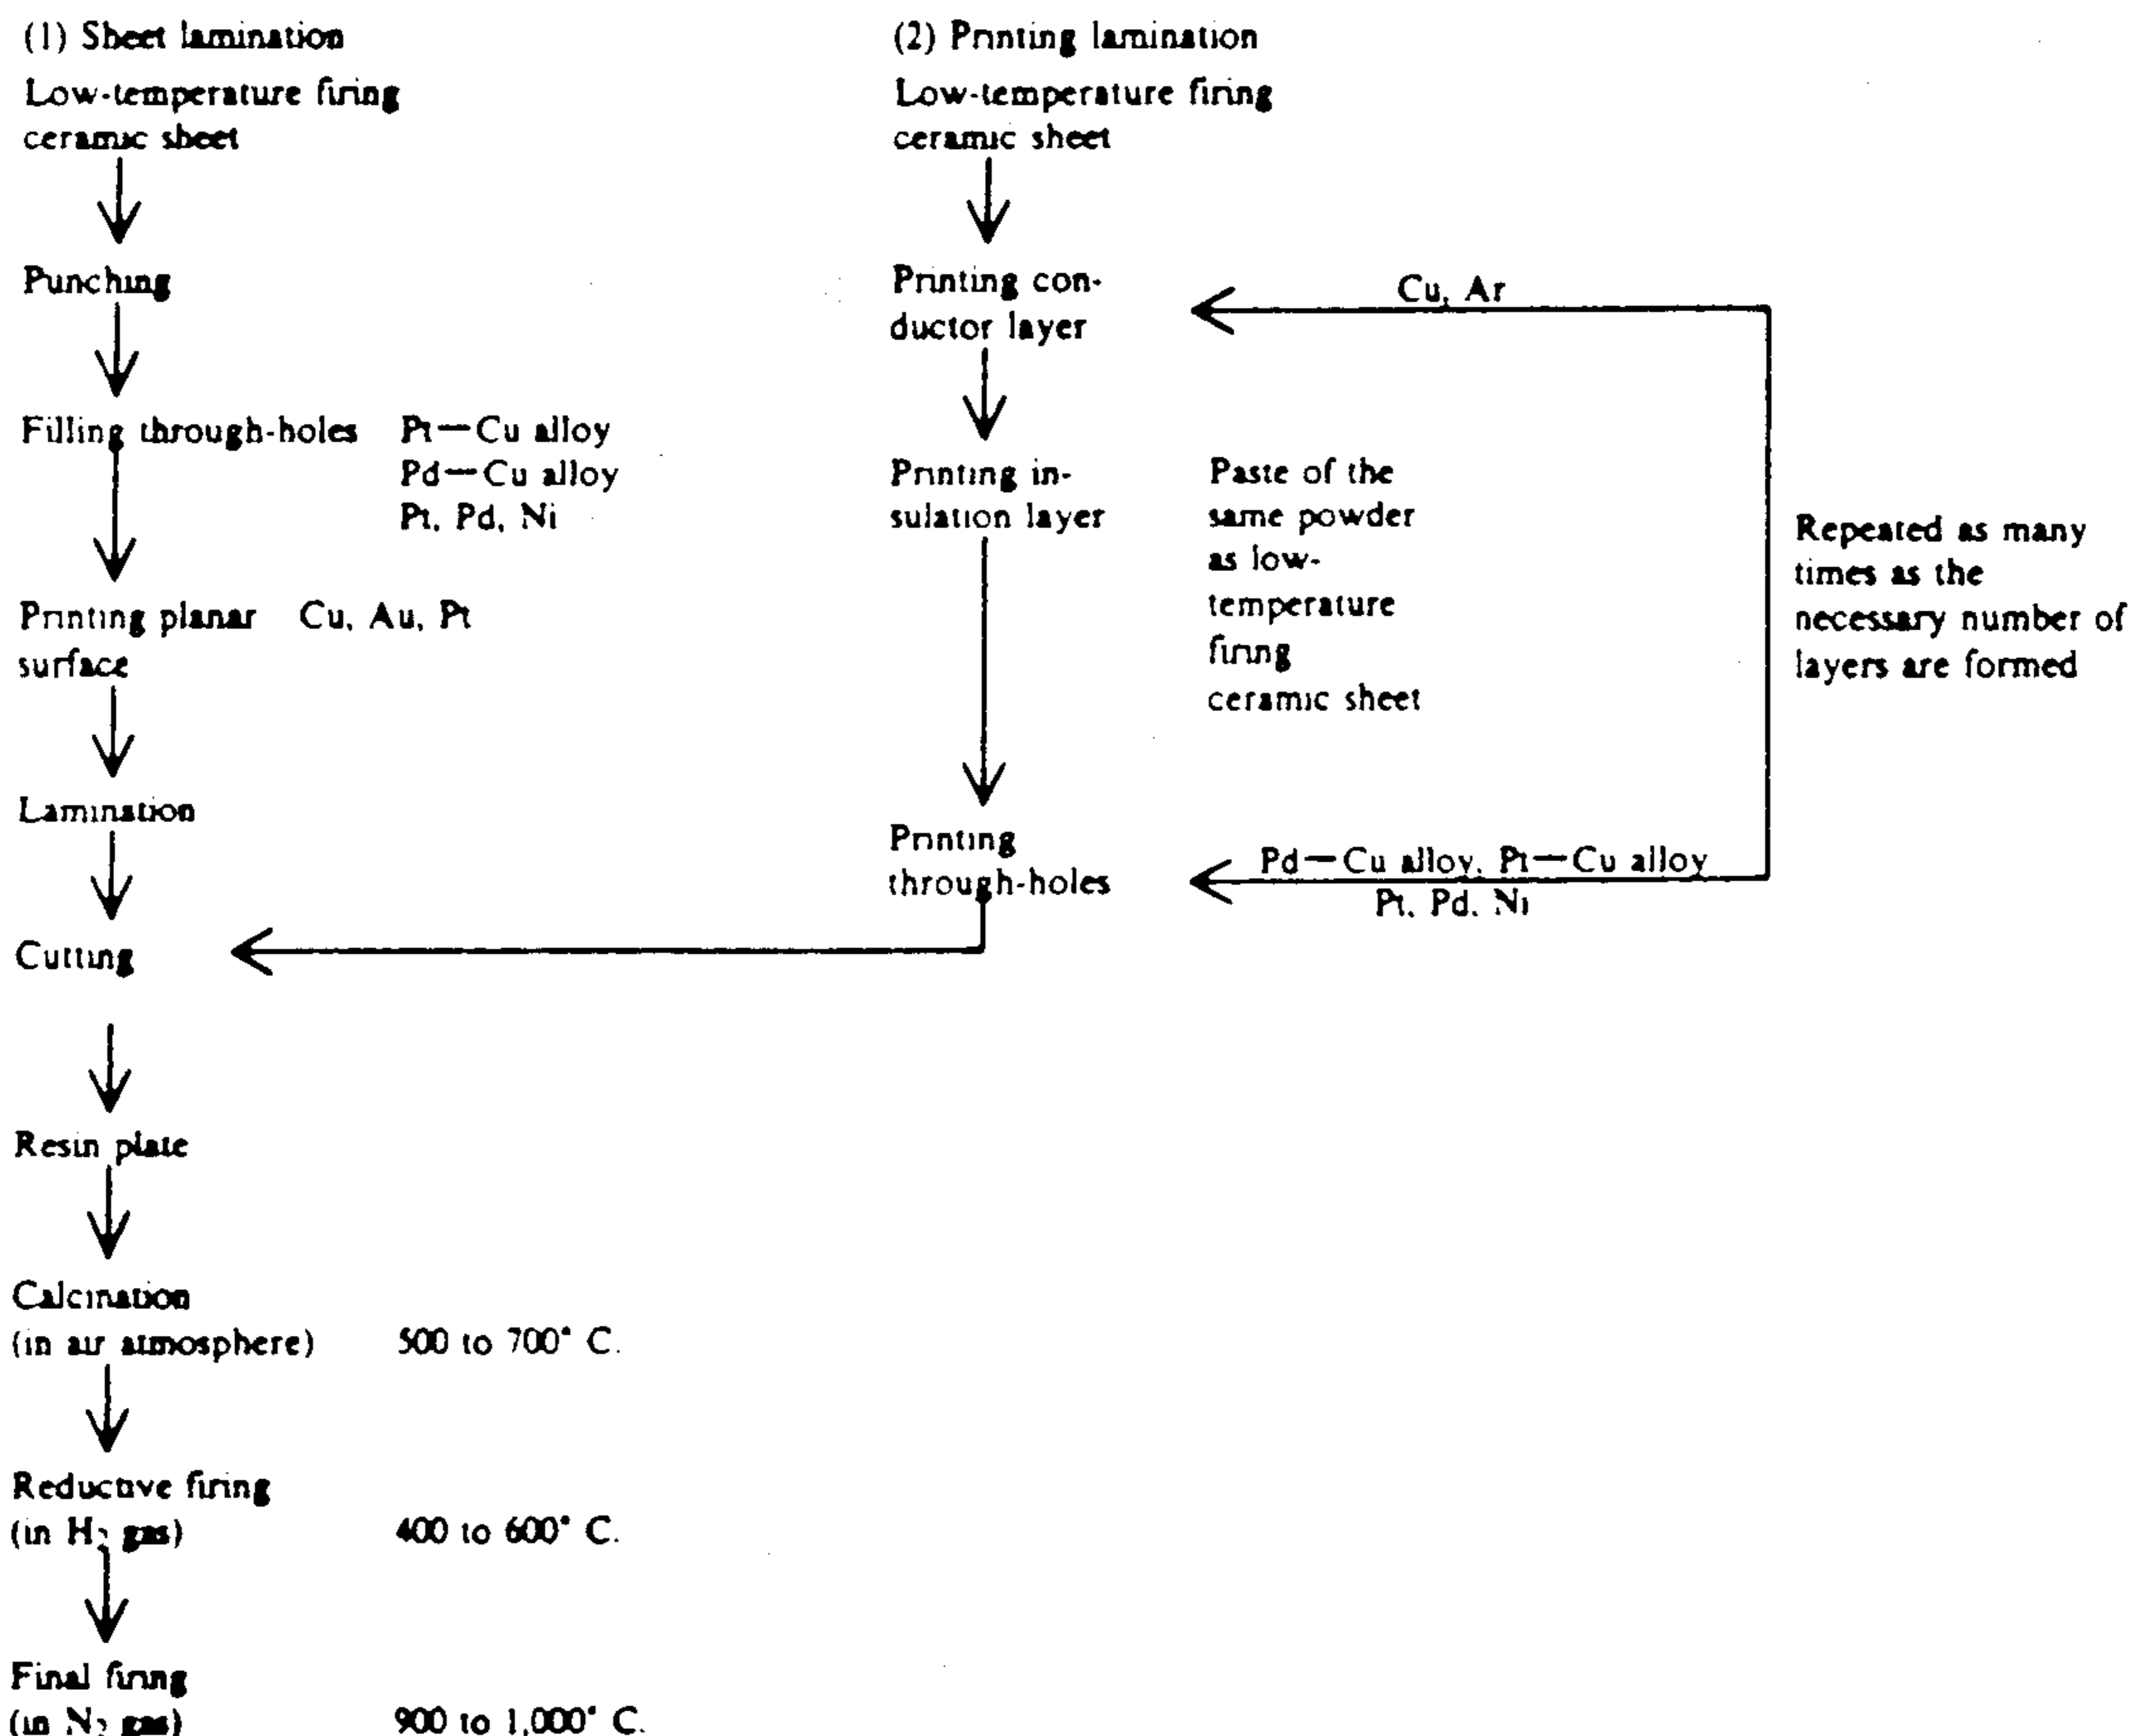 (1) Sheet lamination
Low-temperature firing
ceramic sheet
Punching
Filling through-holes Pt—Cu alloy
Pd—Cu alloy
Pt, Pd, Ni
Printing planar Cu, Au, Pt
surface
Lamination
Cutting
Resin plate
Calcination
(in air atmosphere) 500 to 700° C.
Reductive firing
(in H₂ gas) 400 to 600° C.
Final firing
(in N₂ gas) 900 to 1,000° C.
(2) Printing lamination
Low-temperature firing
ceramic sheet
Printing con-
ductor layer
Cu, Ar
Printing in-
sulation layer
Paste of the
same powder
as low-
temperature
firing
ceramic sheet
Repeated as many
times as the
necessary number of
layers are formed
Printing
through-holes
Pd—Cu alloy, Pt—Cu alloy
Pt, Pd, Ni